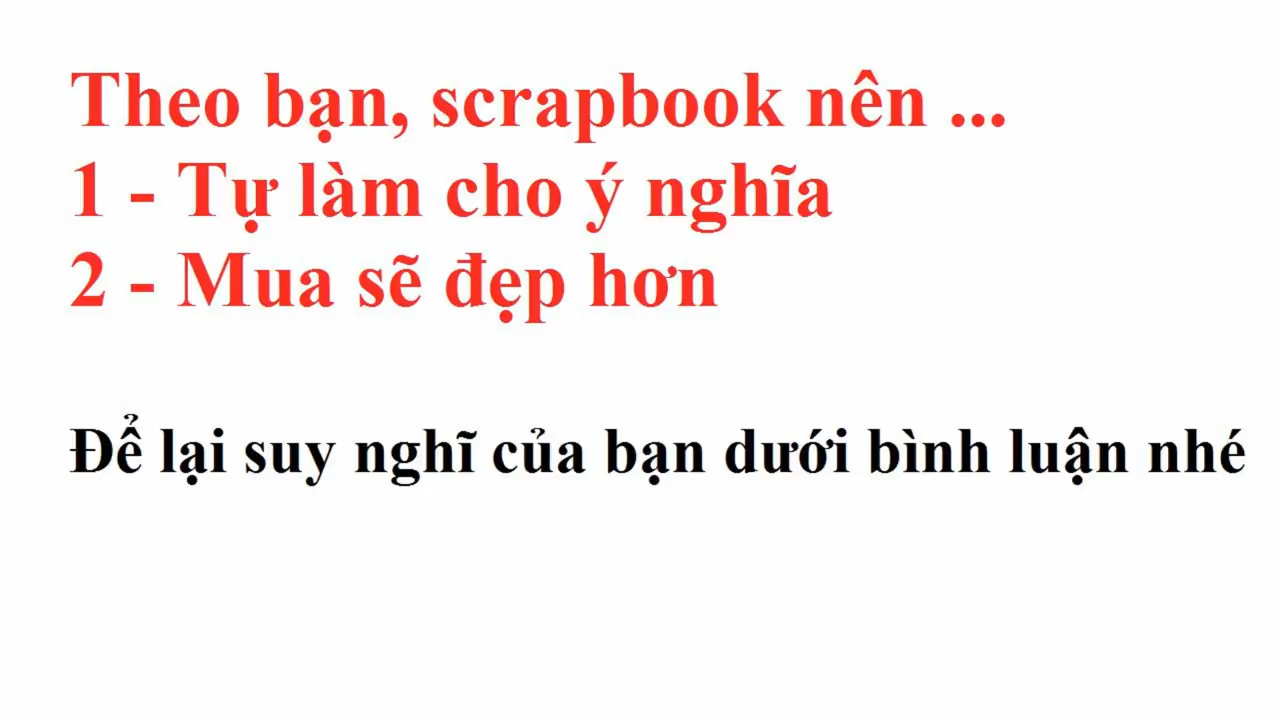 Theo bạn, scrapbook nên ...
1 - Tự làm cho ý nghĩa
2 - Mua sẽ đẹp hơn
Để lại suy nghĩ của bạn dưới bình luận nhé